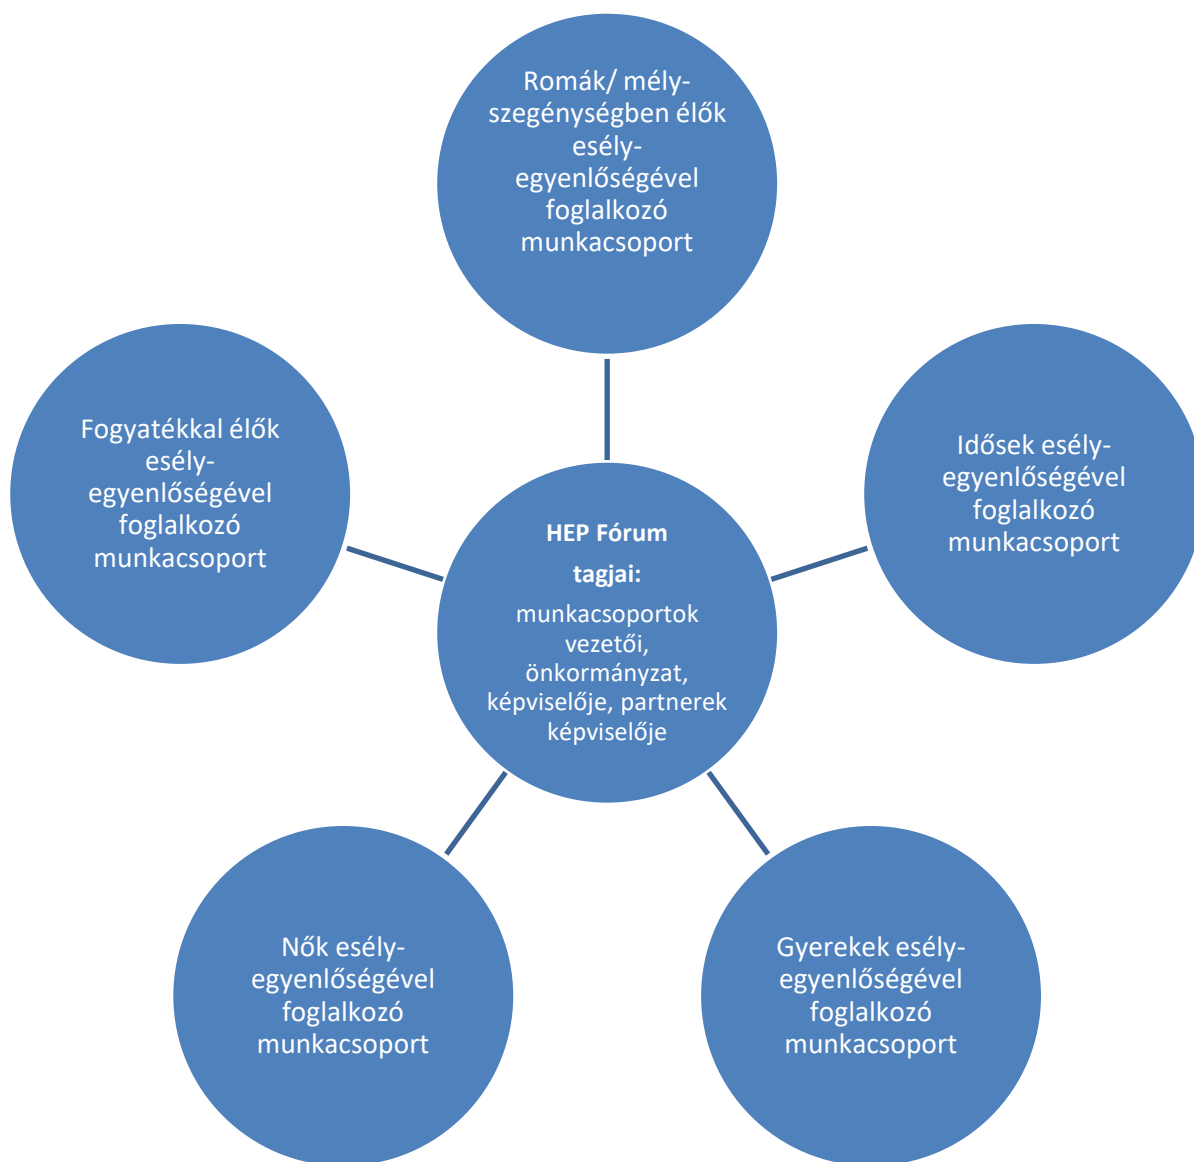 Romák/ mély-
szegénységben élők
esély-
egyenlőségével
foglalkozó
munkacsoport
Fogyatékkal élők
esély-
egyenlőségével
foglalkozó
munkacsoport
Idősek esély-
egyenlőségével
foglalkozó
munkacsoport
HEP Fórum
tagjai:
munkacsoportok
vezetői,
önkormányzat,
képviselője, partnerek
képviselője
Nők esély-
egyenlőségével
foglalkozó
munkacsoport
Gyerekek esély-
egyenlőségével
foglalkozó
munkacsoport